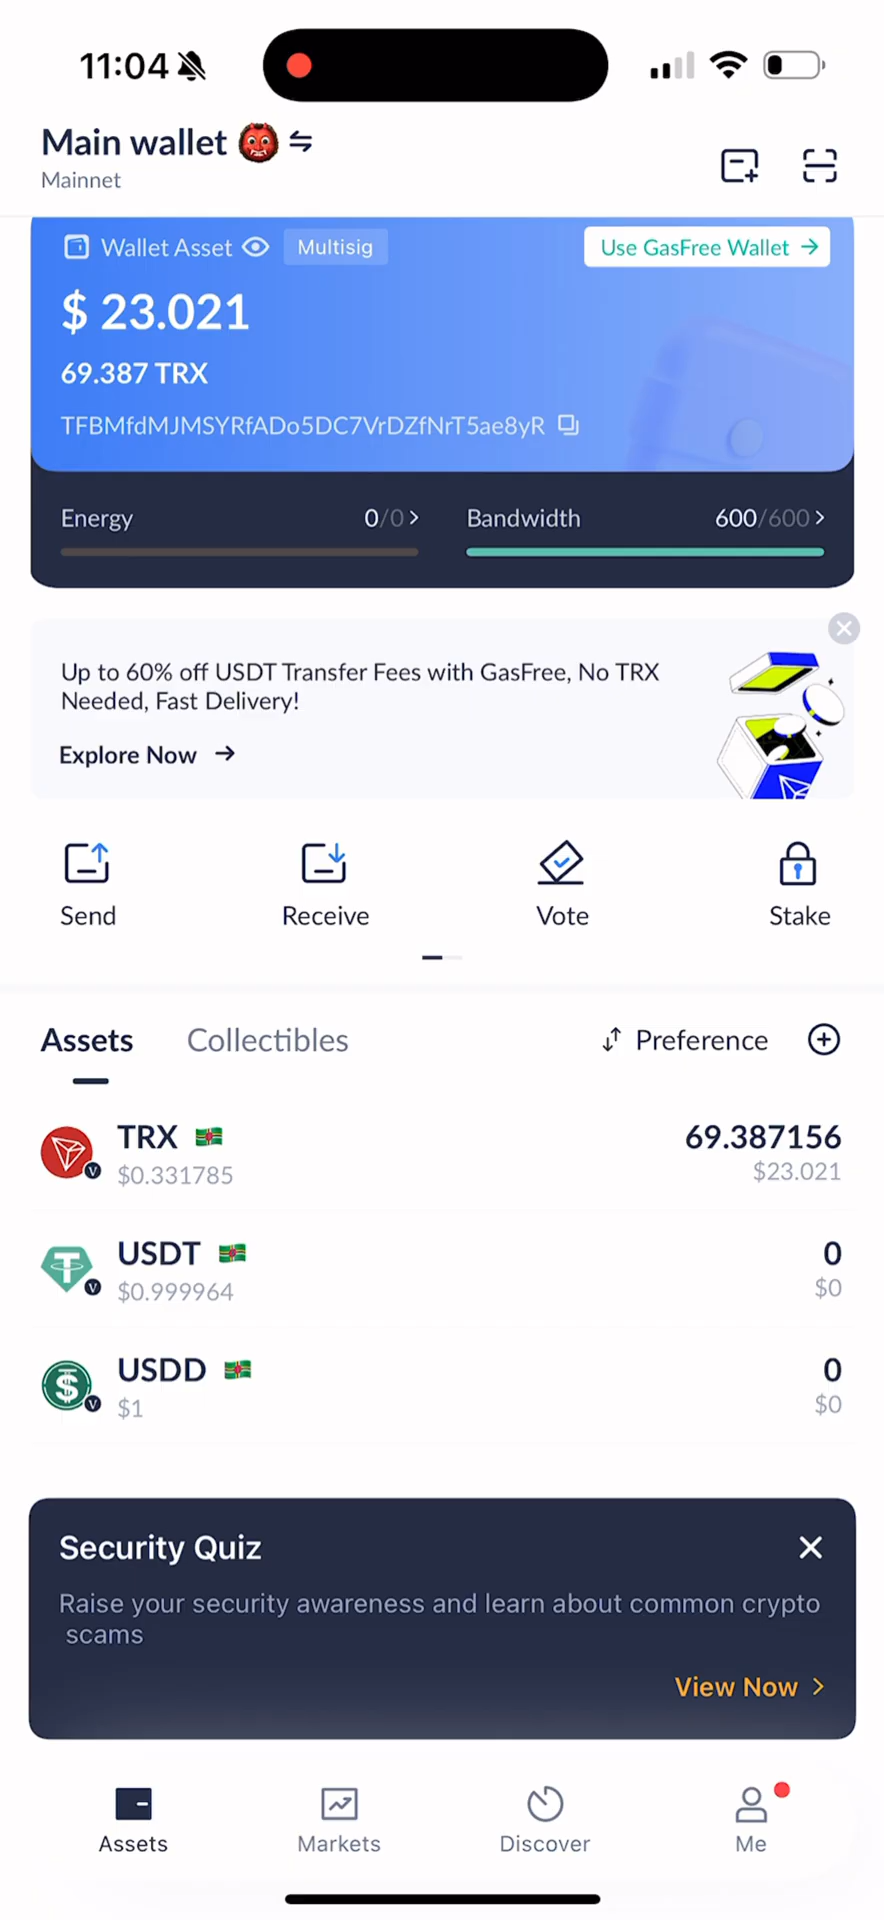 11:04
Main wallet
Mainnet
Wallet Asset Multisig Use GasFree Wallet
$ 23.021
69.387 TRX
TFBMfdMJMSYRfADo5DC7VrDZfNrT5ae8yR
Energy 0/0 Bandwidth 600/600
Up to 60% off USDT Transfer Fees with GasFree, No TRX
Needed, Fast Delivery!
Explore Now
Send Receive Vote Stake
Assets Collectibles Preference
TRX 69.387156
$0.331785 $23.021
USDT 0
$0.999964 $0
USDD 0
$1 $0
Security Quiz
Raise your security awareness and learn about common crypto
scams
View Now
Assets Markets Discover Me